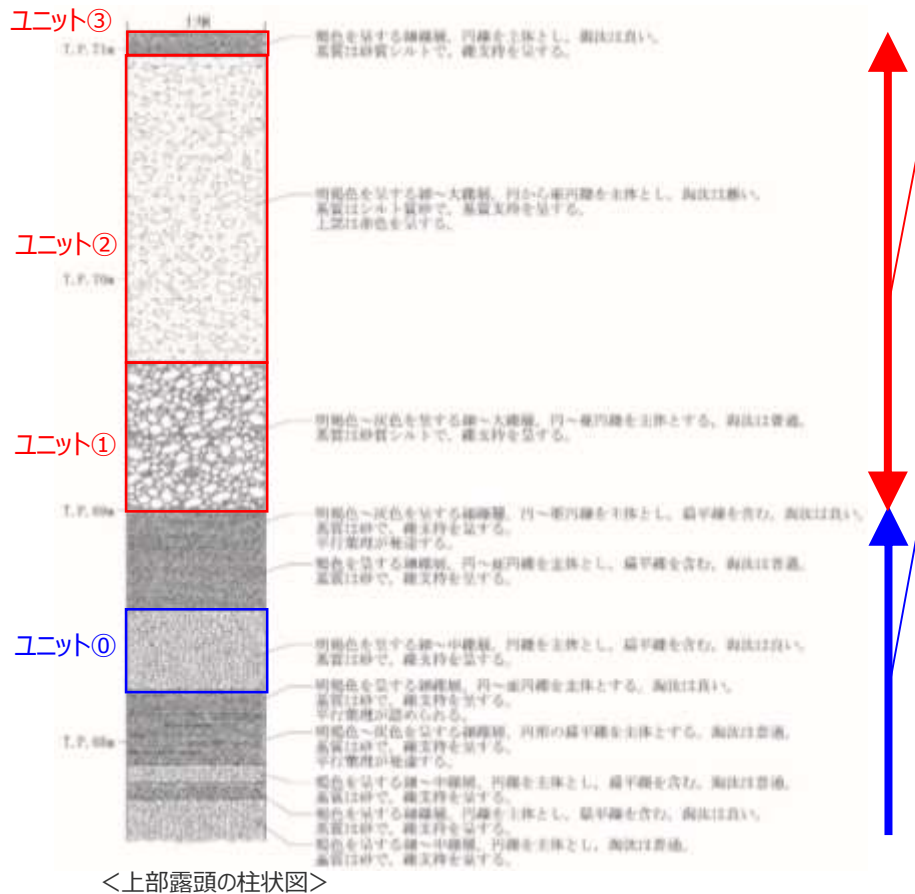 ユニット③
土壌
T.P.71m
褐色を呈する細礫層、円礫を主体とし、淘汰は良い。
基質は砂質シルトで、礫支持を呈する。
明褐色を呈する細～大礫層、円から亜円礫を主体とし、淘汰は悪い。
基質はシルト質砂で、基質支持を呈する。
上部は赤色を呈する。
ユニット②
T.P.70m
明褐色～灰色を呈する細～大礫層、円～亜円礫を主体とする。淘汰は普通。
基質は砂質シルトで、礫支持を呈する。
ユニット①
T.P.69m
明褐色～灰色を呈する細礫層、円～亜円礫を主体とし、扁平礫を含む。淘汰は良い。
基質は砂で、礫支持を呈する。
平行葉理が発達する。
褐色を呈する細礫層、円～亜円礫を主体とし、扁平礫を含む。淘汰は普通。
基質は砂で、礫支持を呈する。
ユニット⓪
明褐色を呈する細～中礫層、円礫を主体とし、扁平礫を含む。淘汰は良い。
基質は砂で、礫支持を呈する。
明褐色を呈する細礫層、円～亜円礫を主体とする。淘汰は良い。
基質は砂で、礫支持を呈する。
平行葉理が認められる。
T.P.68m
明褐色～灰色を呈する細礫層、円形の扁平礫を主体とする。淘汰は普通。
基質は砂で、礫支持を呈する。
平行葉理が発達する。
褐色を呈する細～中礫層、円礫を主体とし、扁平礫を含む。淘汰は普通。
基質は砂で、礫支持を呈する。
褐色を呈する細礫層、円礫を主体とし、扁平礫を含む。淘汰は良い。
基質は砂で、礫支持を呈する。
褐色を呈する細～中礫層、円礫を主体とし、淘汰は普通。
基質は砂で、礫支持を呈する。
＜上部露頭の柱状図＞